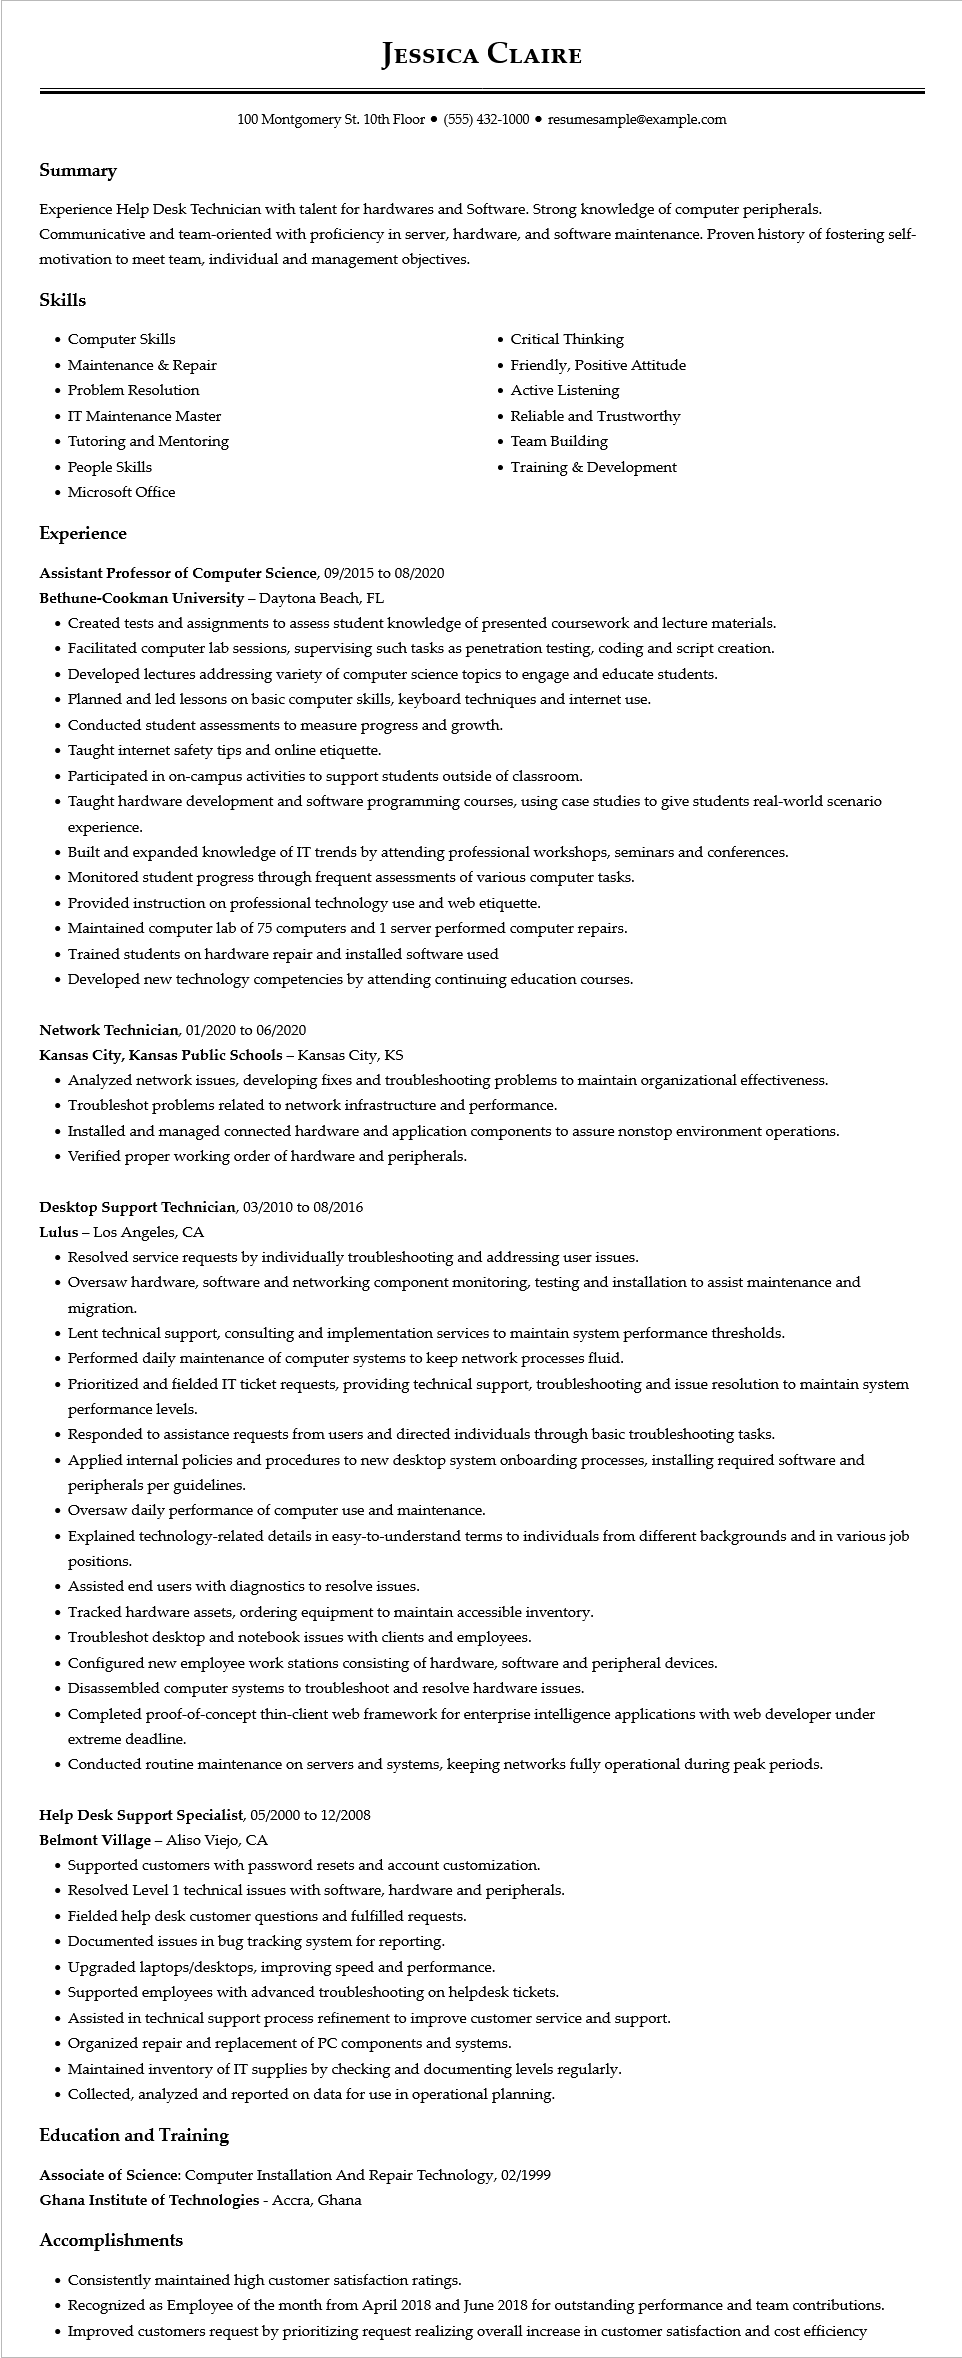 Jessica Claire
100 Montgomery St. 10th Floor ● (555) 432-1000 ● resumesample@example.com
Summary
Experience Help Desk Technician with talent for hardwares and Software. Strong knowledge of computer peripherals.
Communicative and team-oriented with proficiency in server, hardware, and software maintenance. Proven history of fostering self-
motivation to meet team, individual and management objectives.
Skills
• Computer Skills
• Maintenance & Repair
• Problem Resolution
• IT Maintenance Master
• Tutoring and Mentoring
• People Skills
• Microsoft Office
• Critical Thinking
• Friendly, Positive Attitude
• Active Listening
• Reliable and Trustworthy
• Team Building
• Training & Development
Experience
Assistant Professor of Computer Science, 09/2015 to 08/2020
Bethune-Cookman University – Daytona Beach, FL
• Created tests and assignments to assess student knowledge of presented coursework and lecture materials.
• Facilitated computer lab sessions, supervising such tasks as penetration testing, coding and script creation.
• Developed lectures addressing variety of computer science topics to engage and educate students.
• Planned and led lessons on basic computer skills, keyboard techniques and internet use.
• Conducted student assessments to measure progress and growth.
• Taught internet safety tips and online etiquette.
• Participated in on-campus activities to support students outside of classroom.
• Taught hardware development and software programming courses, using case studies to give students real-world scenario
experience.
• Built and expanded knowledge of IT trends by attending professional workshops, seminars and conferences.
• Monitored student progress through frequent assessments of various computer tasks.
• Provided instruction on professional technology use and web etiquette.
• Maintained computer lab of 75 computers and 1 server performed computer repairs.
• Trained students on hardware repair and installed software used
• Developed new technology competencies by attending continuing education courses.
Network Technician, 01/2020 to 06/2020
Kansas City, Kansas Public Schools – Kansas City, KS
• Analyzed network issues, developing fixes and troubleshooting problems to maintain organizational effectiveness.
• Troubleshot problems related to network infrastructure and performance.
• Installed and managed connected hardware and application components to assure nonstop environment operations.
• Verified proper working order of hardware and peripherals.
Desktop Support Technician, 03/2010 to 08/2016
Lulus – Los Angeles, CA
• Resolved service requests by individually troubleshooting and addressing user issues.
• Oversaw hardware, software and networking component monitoring, testing and installation to assist maintenance and
migration.
• Lent technical support, consulting and implementation services to maintain system performance thresholds.
• Performed daily maintenance of computer systems to keep network processes fluid.
• Prioritized and fielded IT ticket requests, providing technical support, troubleshooting and issue resolution to maintain system
performance levels.
• Responded to assistance requests from users and directed individuals through basic troubleshooting tasks.
• Applied internal policies and procedures to new desktop system onboarding processes, installing required software and
peripherals per guidelines.
• Oversaw daily performance of computer use and maintenance.
• Explained technology-related details in easy-to-understand terms to individuals from different backgrounds and in various job
positions.
• Assisted end users with diagnostics to resolve issues.
• Tracked hardware assets, ordering equipment to maintain accessible inventory.
• Troubleshot desktop and notebook issues with clients and employees.
• Configured new employee work stations consisting of hardware, software and peripheral devices.
• Disassembled computer systems to troubleshoot and resolve hardware issues.
• Completed proof-of-concept thin-client web framework for enterprise intelligence applications with web developer under
extreme deadline.
• Conducted routine maintenance on servers and systems, keeping networks fully operational during peak periods.
Help Desk Support Specialist, 05/2000 to 12/2008
Belmont Village – Aliso Viejo, CA
• Supported customers with password resets and account customization.
• Resolved Level 1 technical issues with software, hardware and peripherals.
• Fielded help desk customer questions and fulfilled requests.
• Documented issues in bug tracking system for reporting.
• Upgraded laptops/desktops, improving speed and performance.
• Supported employees with advanced troubleshooting on helpdesk tickets.
• Assisted in technical support process refinement to improve customer service and support.
• Organized repair and replacement of PC components and systems.
• Maintained inventory of IT supplies by checking and documenting levels regularly.
• Collected, analyzed and reported on data for use in operational planning.
Education and Training
Associate of Science: Computer Installation And Repair Technology, 02/1999
Ghana Institute of Technologies - Accra, Ghana
Accomplishments
• Consistently maintained high customer satisfaction ratings.
• Recognized as Employee of the month from April 2018 and June 2018 for outstanding performance and team contributions.
• Improved customers request by prioritizing request realizing overall increase in customer satisfaction and cost efficiency